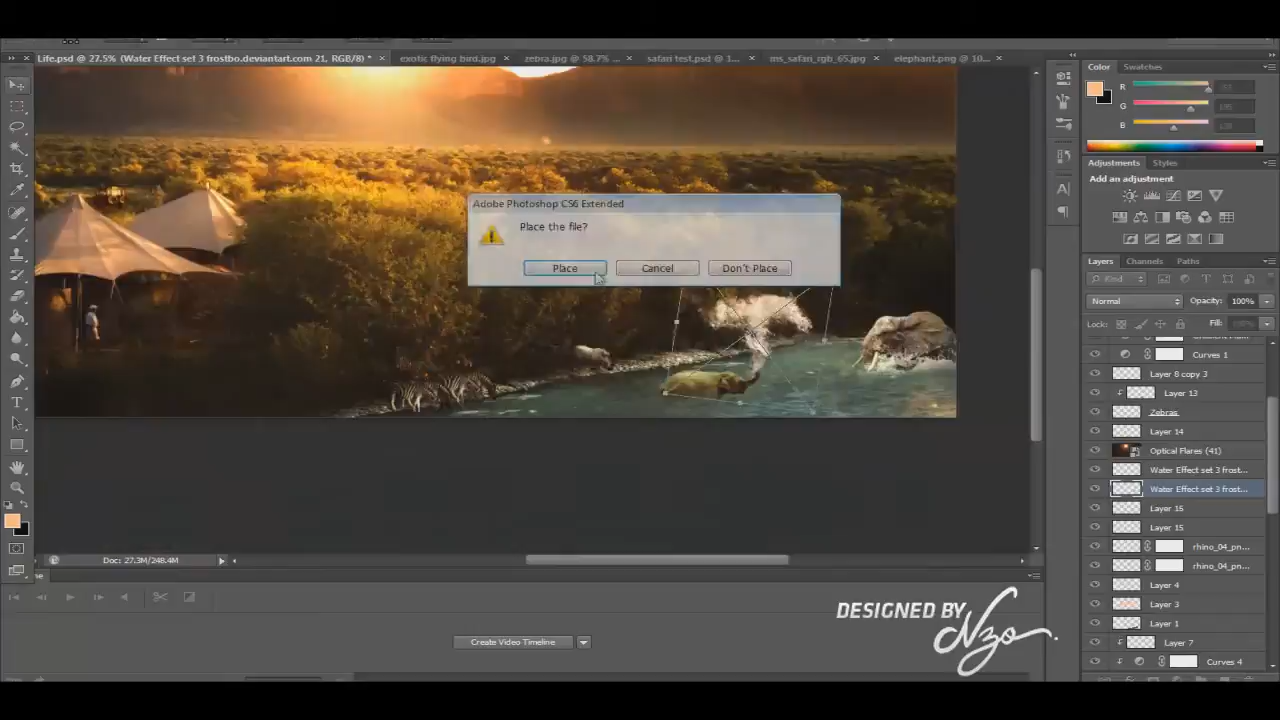 Life.psd @ 27.5% (Water Effect set 3 frostbo.deviantart.com 21, RGB/8) *
exotic flying bird.jpg
zebra.jpg @ 58.7% ...
safari test.psd @ 1...
ms_safari_rgb_65.jpg
elephant.png @ 10...
Color
Swatches
R
G
B
Adjustments
Styles
Add an adjustment
Adobe Photoshop CS6 Extended
Place the file?
Place
Cancel
Don't Place
Layers
Channels
Paths
Kind
Normal
Opacity: 100%
Lock:
Fill:
Curves 1
Layer 8 copy 3
Layer 13
Zebras
Layer 14
Optical Flares (41)
Water Effect set 3 frost...
Water Effect set 3 frost...
Layer 16
Layer 15
rhino_04_pn...
rhino_04_pn...
Layer 4
Layer 3
Layer 1
Layer 7
Curves 4
Doc: 27.3M/248.4M
Create Video Timeline
DESIGNED BY
Nzo